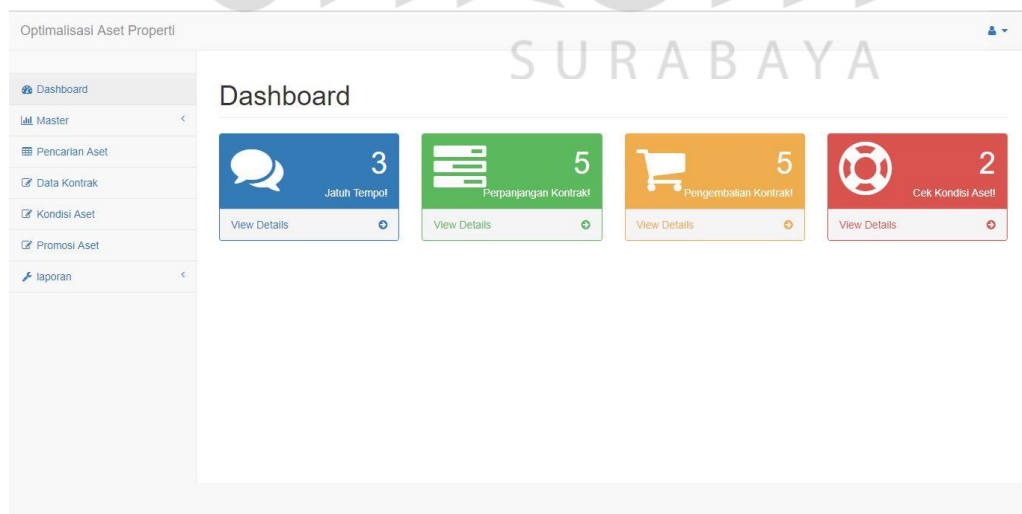 Optimalisasi Aset Properti
SURABAYA
Dashboard
Master
Pencarian Aset
Data Kontrak
Kondisi Aset
Promosi Aset
laporan
Dashboard
3
Jatuh Tempo!
View Details
5
Perpanjangan Kontrak!
View Details
5
Pengembalian Kontrak!
View Details
2
Cek Kondisi Aset!
View Details